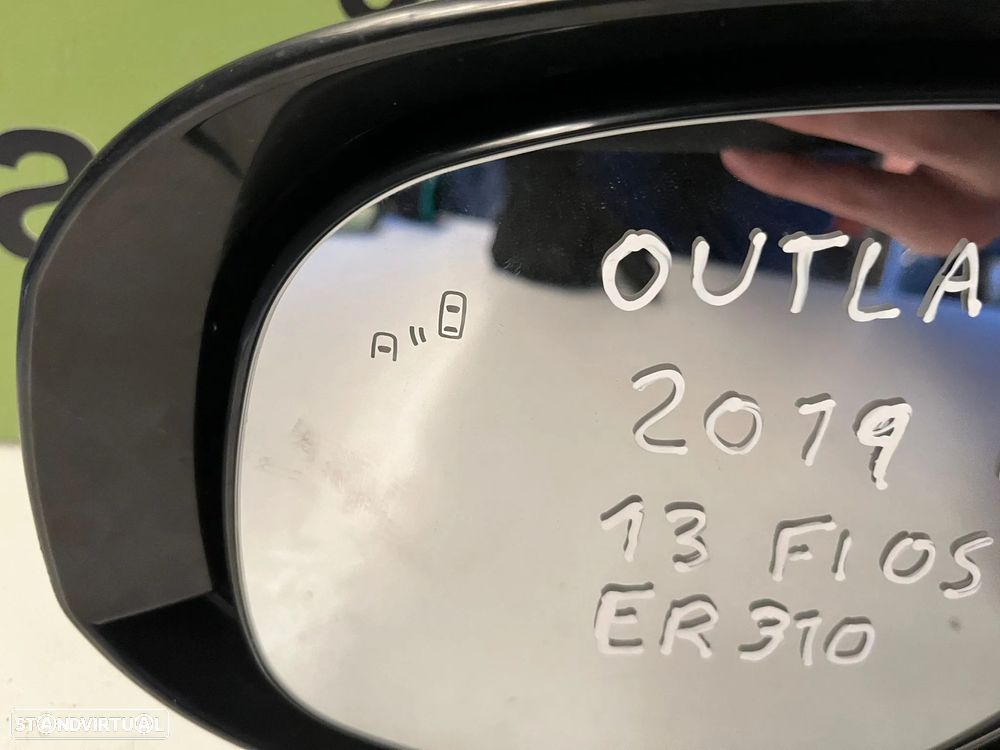 a
OUTLA
2019
13 FIOS
ER310
STANDVIRTUAL